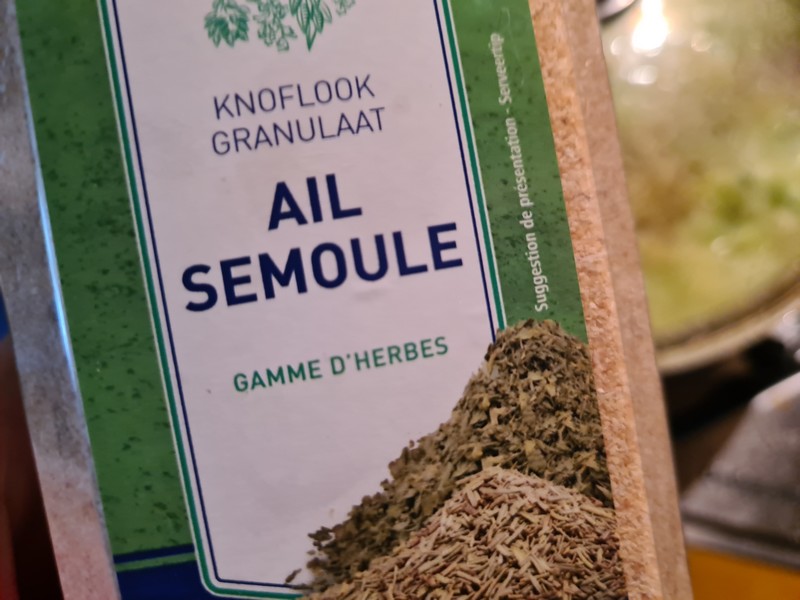 KNOFLOOK
GRANULAAT
AIL
SEMOULE
GAMME D'HERBES
Suggestion de présentation - Serveertip